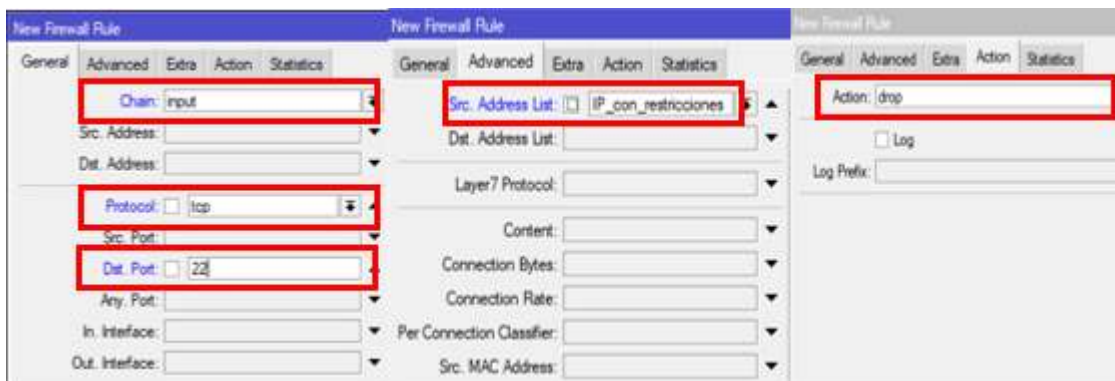 New Firewall Rule
General Advanced Extra Action Statistics
Chain: input
Src. Address:
Dst. Address:
Protocol: tcp
Src. Port:
Dst. Port: 22
Any. Port:
In. Interface:
Out. Interface:
New Firewall Rule
General Advanced Extra Action Statistics
Src. Address List: IP_con_restricciones
Dst. Address List:
Layer7 Protocol:
Content:
Connection Bytes:
Connection Rate:
Per Connection Classifier:
Src. MAC Address:
New Firewall Rule
General Advanced Extra Action Statistics
Action: drop
Log
Log Prefix: